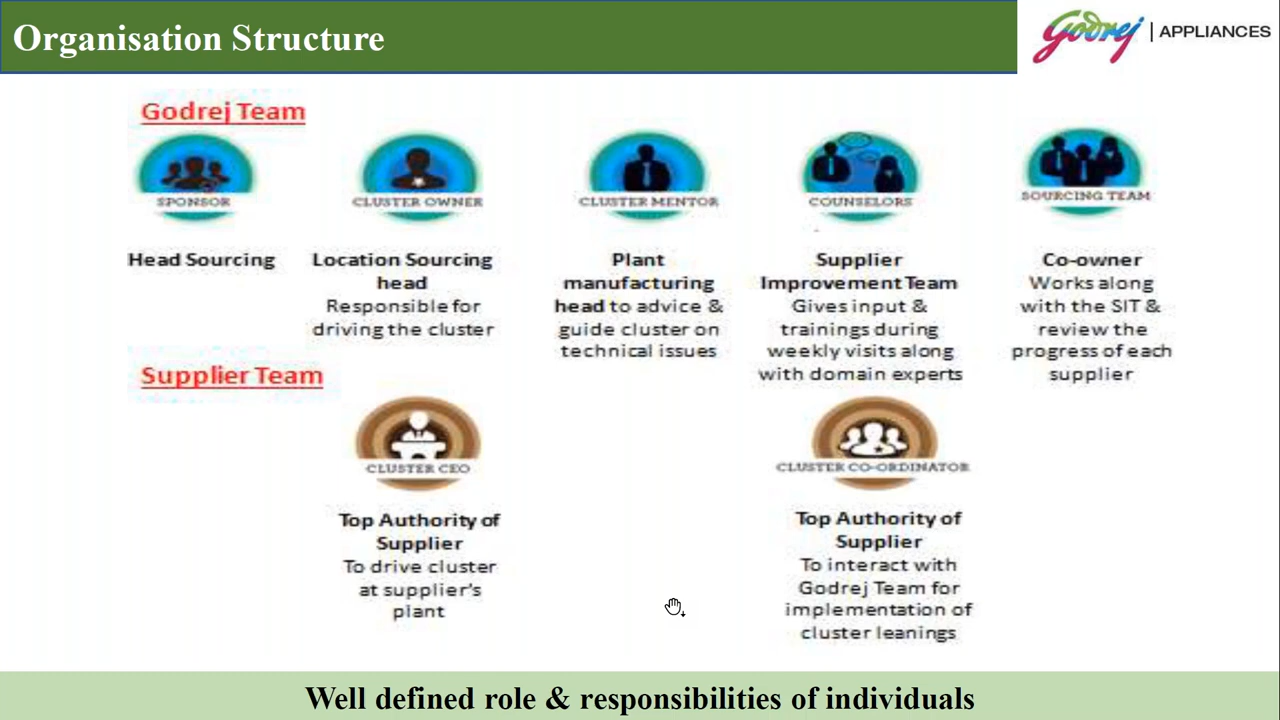 Organisation Structure
Godrej | APPLIANCES
Godrej Team
SPONSOR
Head Sourcing
CLUSTER OWNER
Location Sourcing
head
Responsible for
driving the cluster
CLUSTER MENTOR
Plant
manufacturing
head to advice &
guide cluster on
technical issues
COUNSELORS
Supplier
Improvement Team
Gives input &
trainings during
weekly visits along
with domain experts
SOURCING TEAM
Co-owner
Works along
with the SIT &
review the
progress of each
supplier
Supplier Team
CLUSTER CEO
Top Authority of
Supplier
To drive cluster
at supplier's
plant
CLUSTER CO-ORDINATOR
Top Authority of
Supplier
To interact with
Godrej Team for
implementation of
cluster leanings
Well defined role & responsibilities of individuals